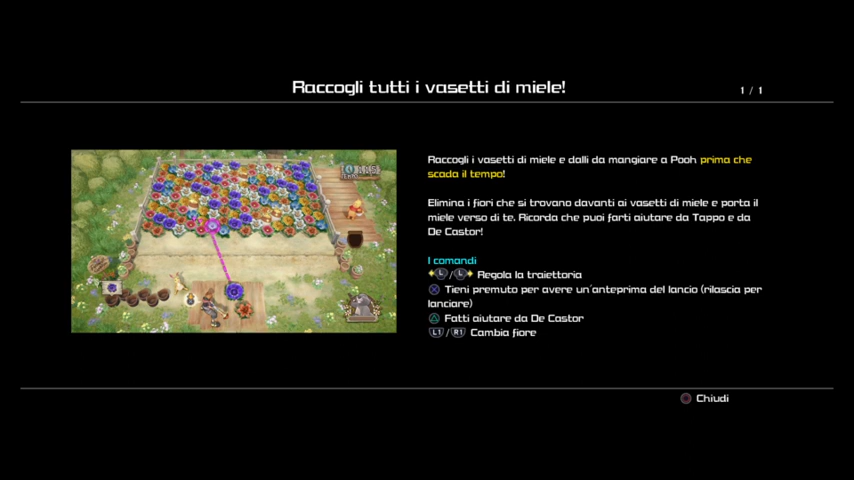 Raccogli tutti i vasetti di miele!
1 / 1
Raccogli i vasetti di miele e dalli da mangiare a Pooh prima che
scada il tempo!
Elimina i fiori che si trovano davanti ai vasetti di miele e porta il
miele verso di te. Ricorda che puoi farti aiutare da Tappo e da
De Castor!
I comandi
L / L Regola la traiettoria
Tieni premuto per avere un'anteprima del lancio (rilascia per
lanciare)
Fatti aiutare da De Castor
L1 / R1 Cambia fiore
Chiudi